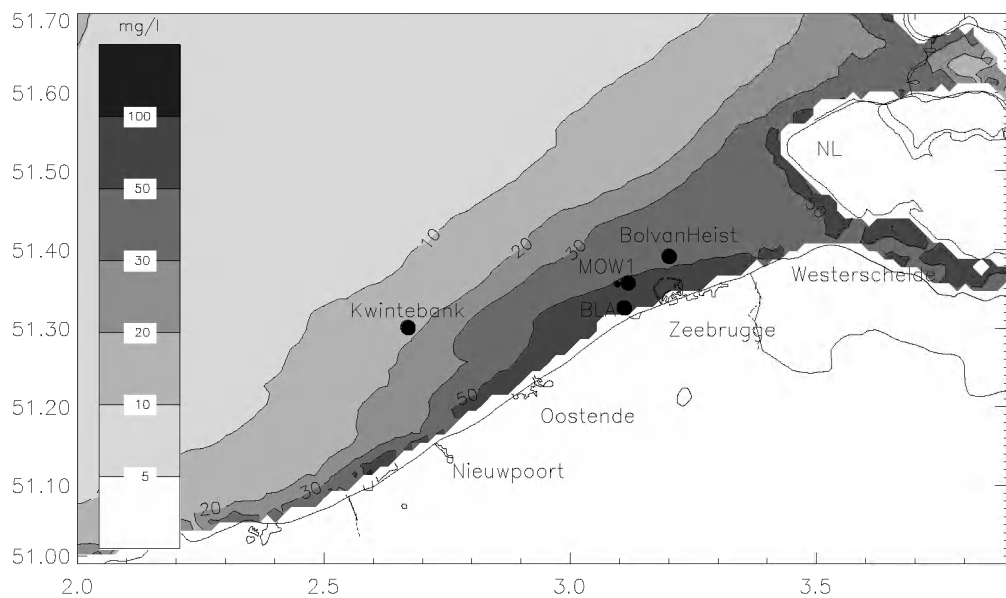 51.70
mg/l
51.60
100
NL
51.50
50
50
30
51.40
10
20
30
BolvanHeist
MOW1
Westerschelde
51.30
20
Kwintebank
BLA
Zeebrugge
51.20
10
50
Oostende
51.10
5
Nieuwpoort
30
20
51.00
2.0
2.5
3.0
3.5